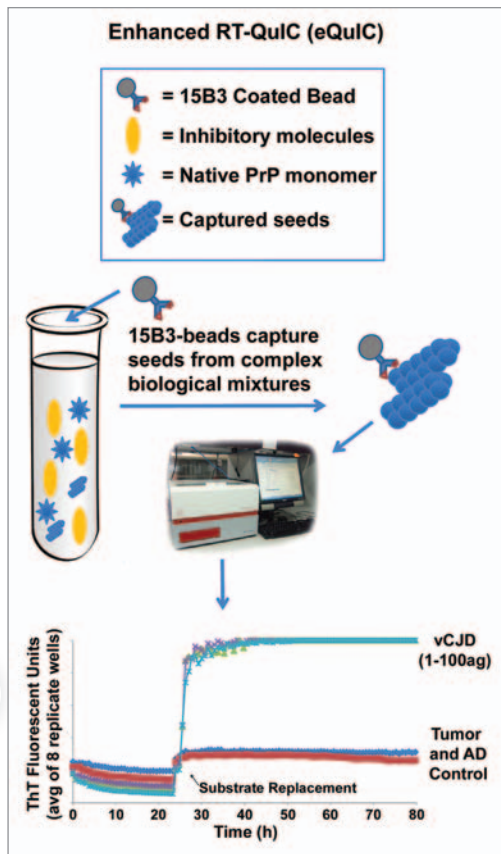 Enhanced RT-QuIC (eQuIC)
= 15B3 Coated Bead
= Inhibitory molecules
= Native PrP monomer
= Captured seeds
15B3-beads capture
seeds from complex
biological mixtures
ThT Fluorescent Units
(avg of 8 replicate wells)
vCJD
(1-100ag)
Tumor
and AD
Control
Substrate Replacement
0 10 20 30 40 50 60 70 80
Time (h)